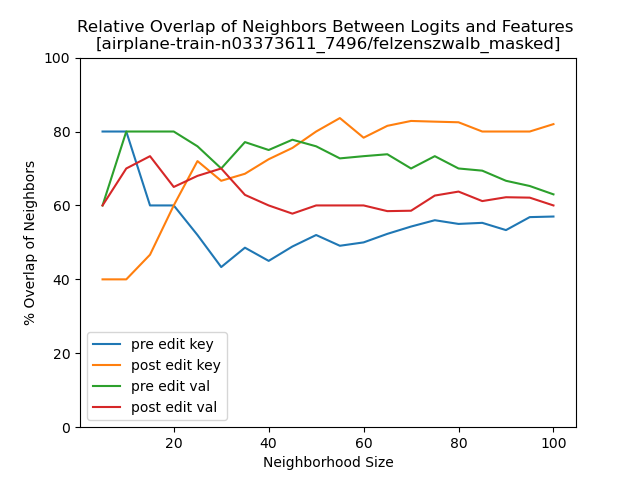 Relative Overlap of Neighbors Between Logits and Features
[airplane-train-n03373611_7496/felzenszwalb_masked]
100
80
60
40
20
0
% Overlap of Neighbors
pre edit key
post edit key
pre edit val
post edit val
20
40
60
80
100
Neighborhood Size